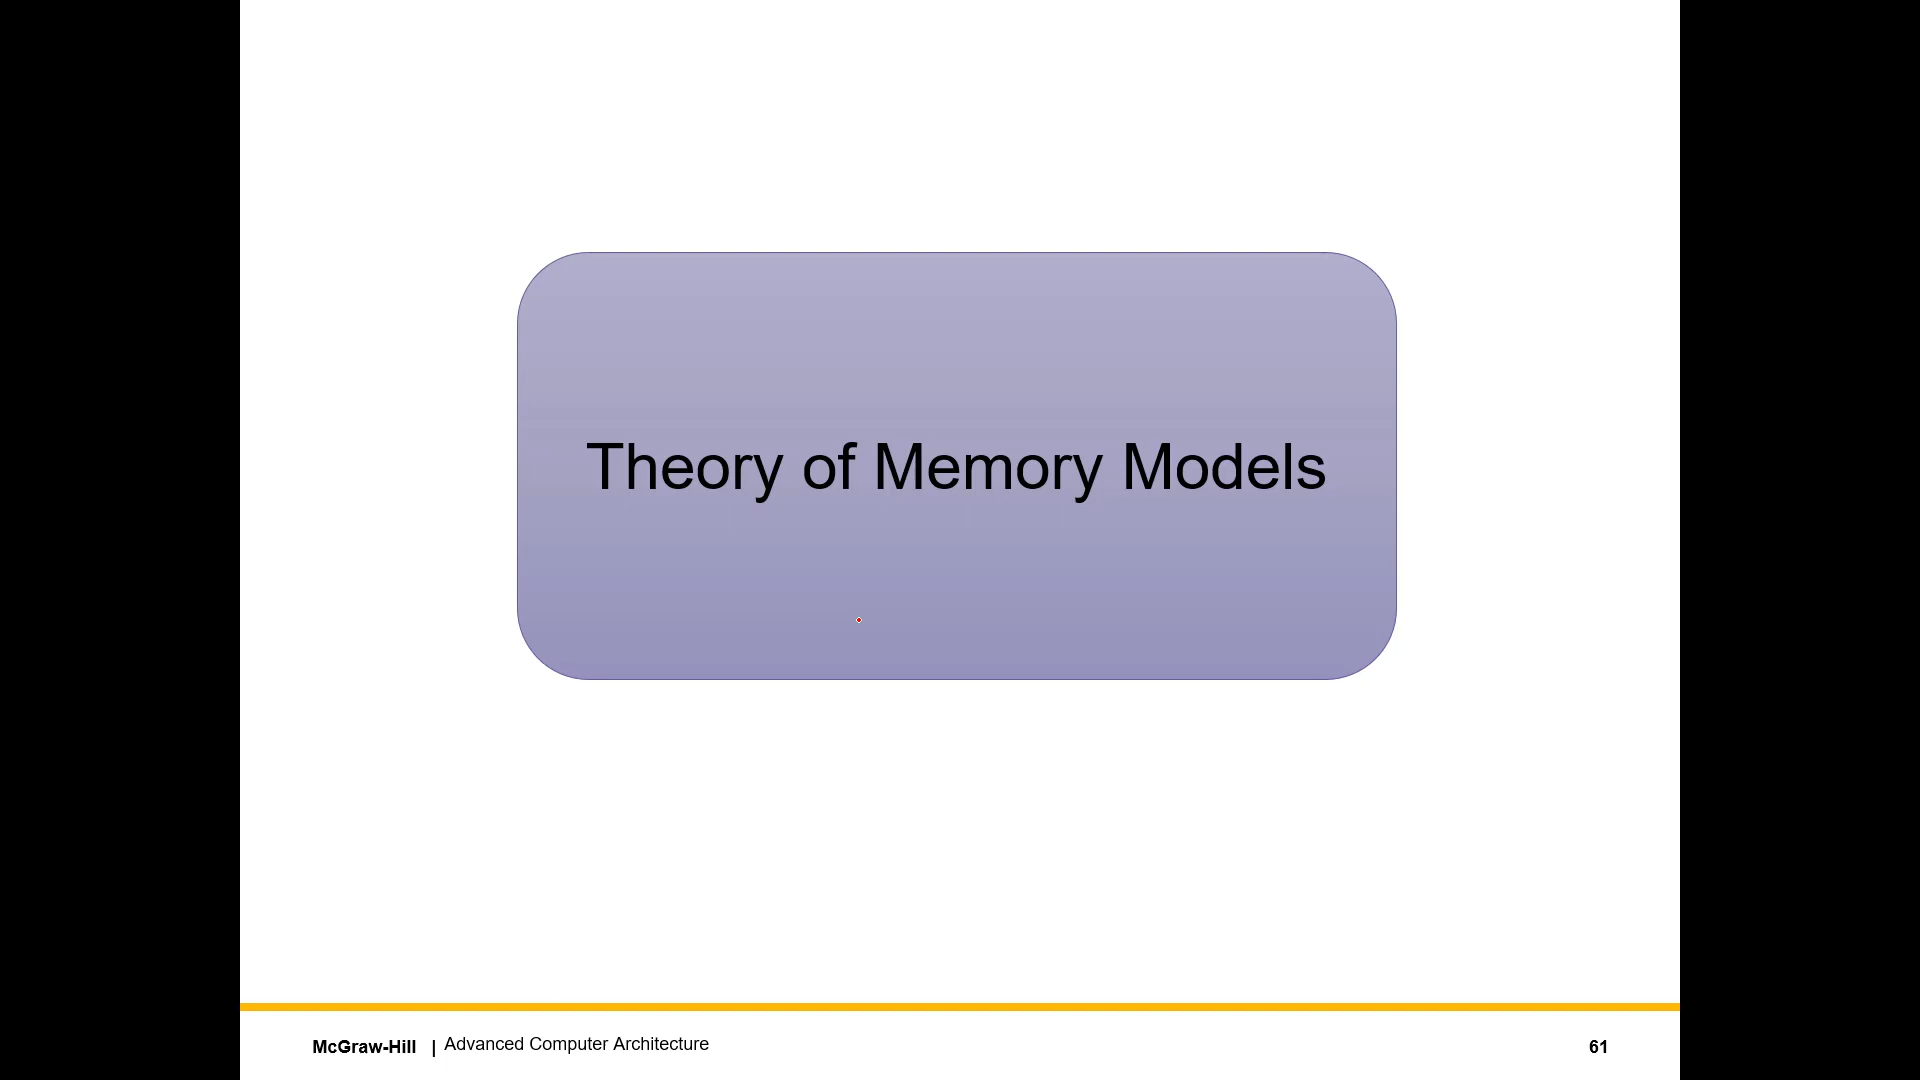 Theory of Memory Models
McGraw-Hill | Advanced Computer Architecture 61